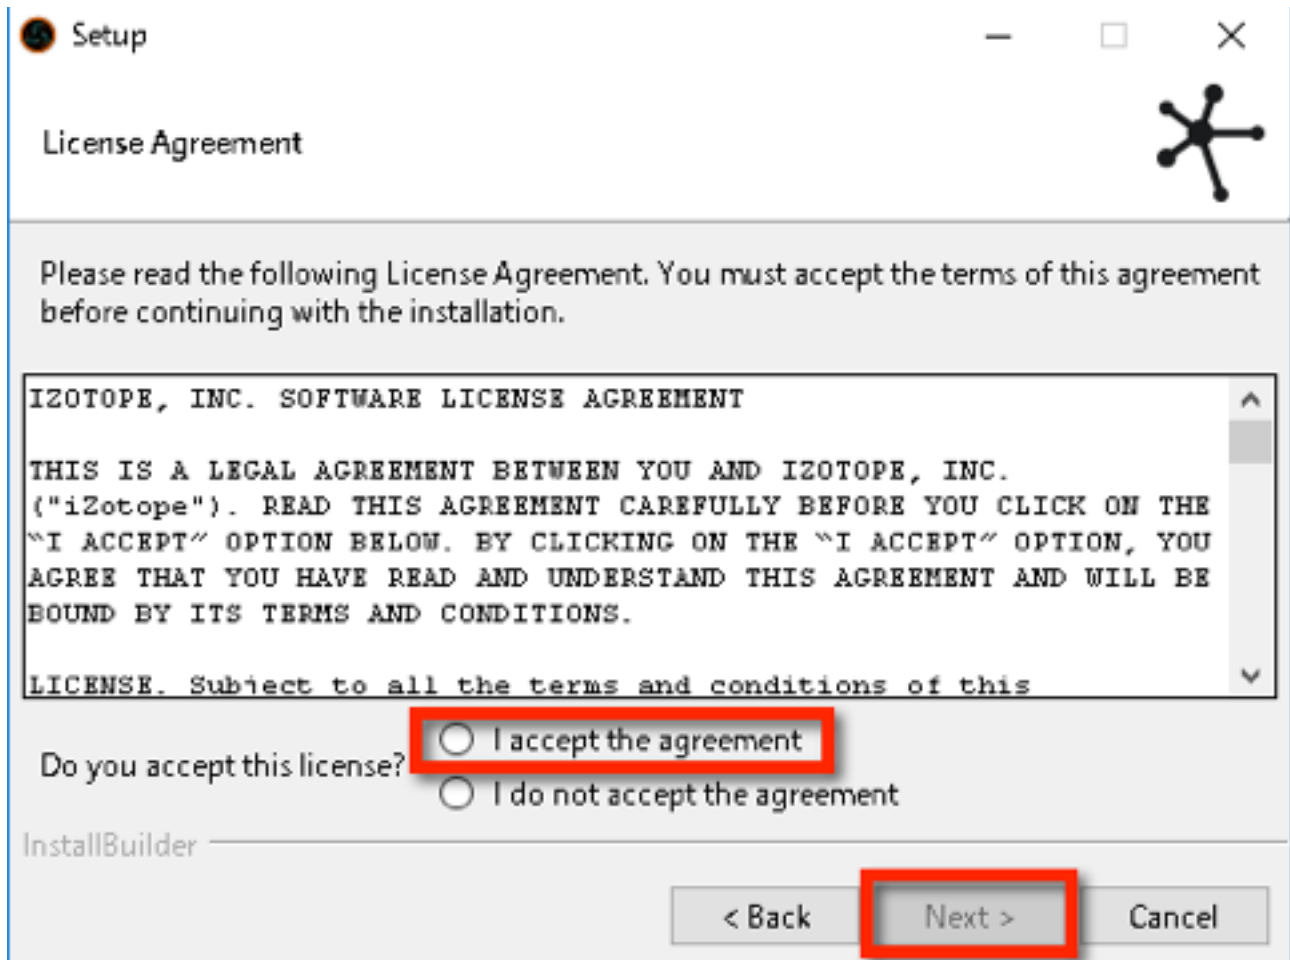 Setup
License Agreement
Please read the following License Agreement. You must accept the terms of this agreement
before continuing with the installation.
IZOTOPE, INC. SOFTWARE LICENSE AGREEMENT
THIS IS A LEGAL AGREEMENT BETWEEN YOU AND IZOTOPE, INC.
("iZotope"). READ THIS AGREEMENT CAREFULLY BEFORE YOU CLICK ON THE
“I ACCEPT” OPTION BELOW. BY CLICKING ON THE “I ACCEPT” OPTION, YOU
AGREE THAT YOU HAVE READ AND UNDERSTAND THIS AGREEMENT AND WILL BE
BOUND BY ITS TERMS AND CONDITIONS.
LICENSE. Subject to all the terms and conditions of this
Do you accept this license?
I accept the agreement
I do not accept the agreement
InstallBuilder
< Back
Next >
Cancel